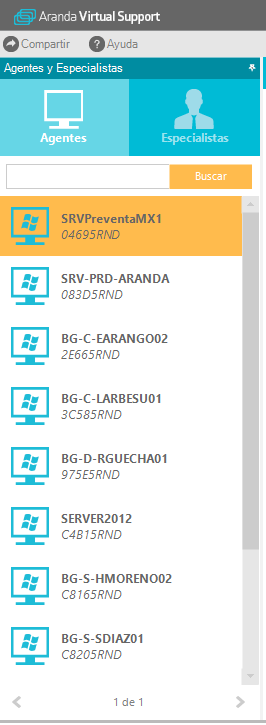 Aranda Virtual Support
Compartir ? Ayuda
Agentes y Especialistas
Agentes Especialistas
Buscar
SRVPreventaMX1
04695RND
SRV-PRD-ARANDA
083D5RND
BG-C-EARANGO02
2E665RND
BG-C-LARBESU01
3C585RND
BG-D-RGUECHA01
975E5RND
SERVER2012
C4B15RND
BG-S-HMORENO02
C8165RND
BG-S-SDIAZ01
C8205RND
1 de 1